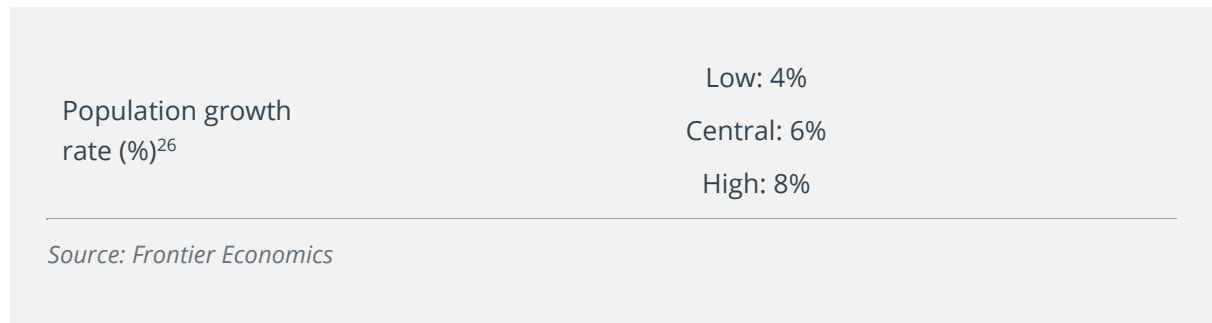 Population growth
rate (%)26
Low: 4%
Central: 6%
High: 8%
Source: Frontier Economics